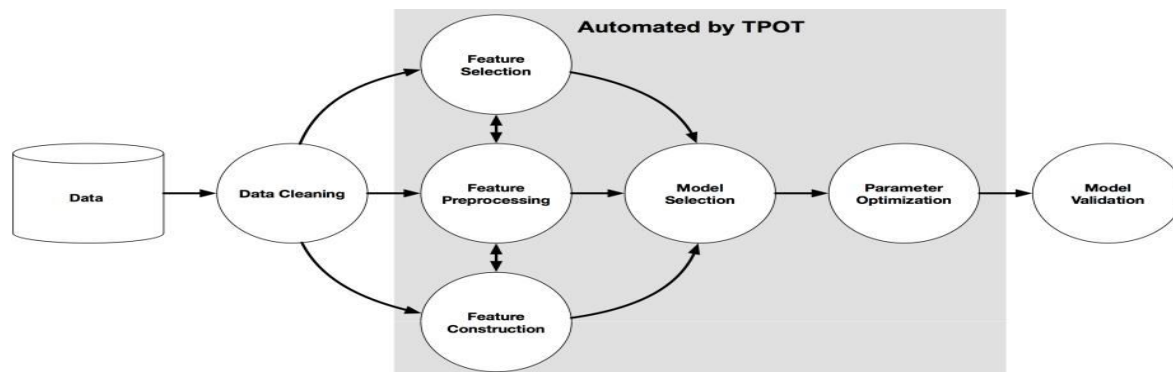 Automated by TPOT
Feature
Selection
Data
Data Cleaning
Feature
Preprocessing
Model
Selection
Parameter
Optimization
Model
Validation
Feature
Construction